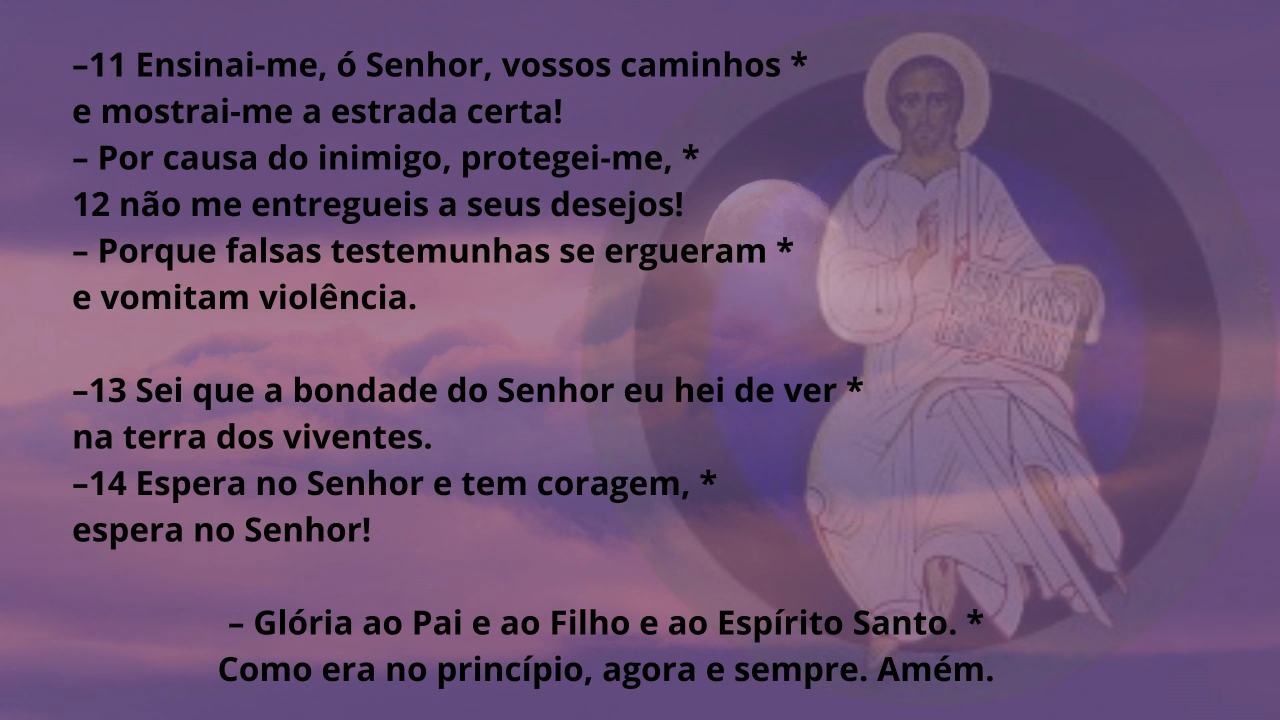 –11 Ensinai-me, ó Senhor, vossos caminhos *
e mostrai-me a estrada certa!
– Por causa do inimigo, protegei-me, *
12 não me entregueis a seus desejos!
– Porque falsas testemunhas se ergueram *
e vomitam violência.
–13 Sei que a bondade do Senhor eu hei de ver *
na terra dos viventes.
–14 Espera no Senhor e tem coragem, *
espera no Senhor!
– Glória ao Pai e ao Filho e ao Espírito Santo. *
Como era no princípio, agora e sempre. Amém.